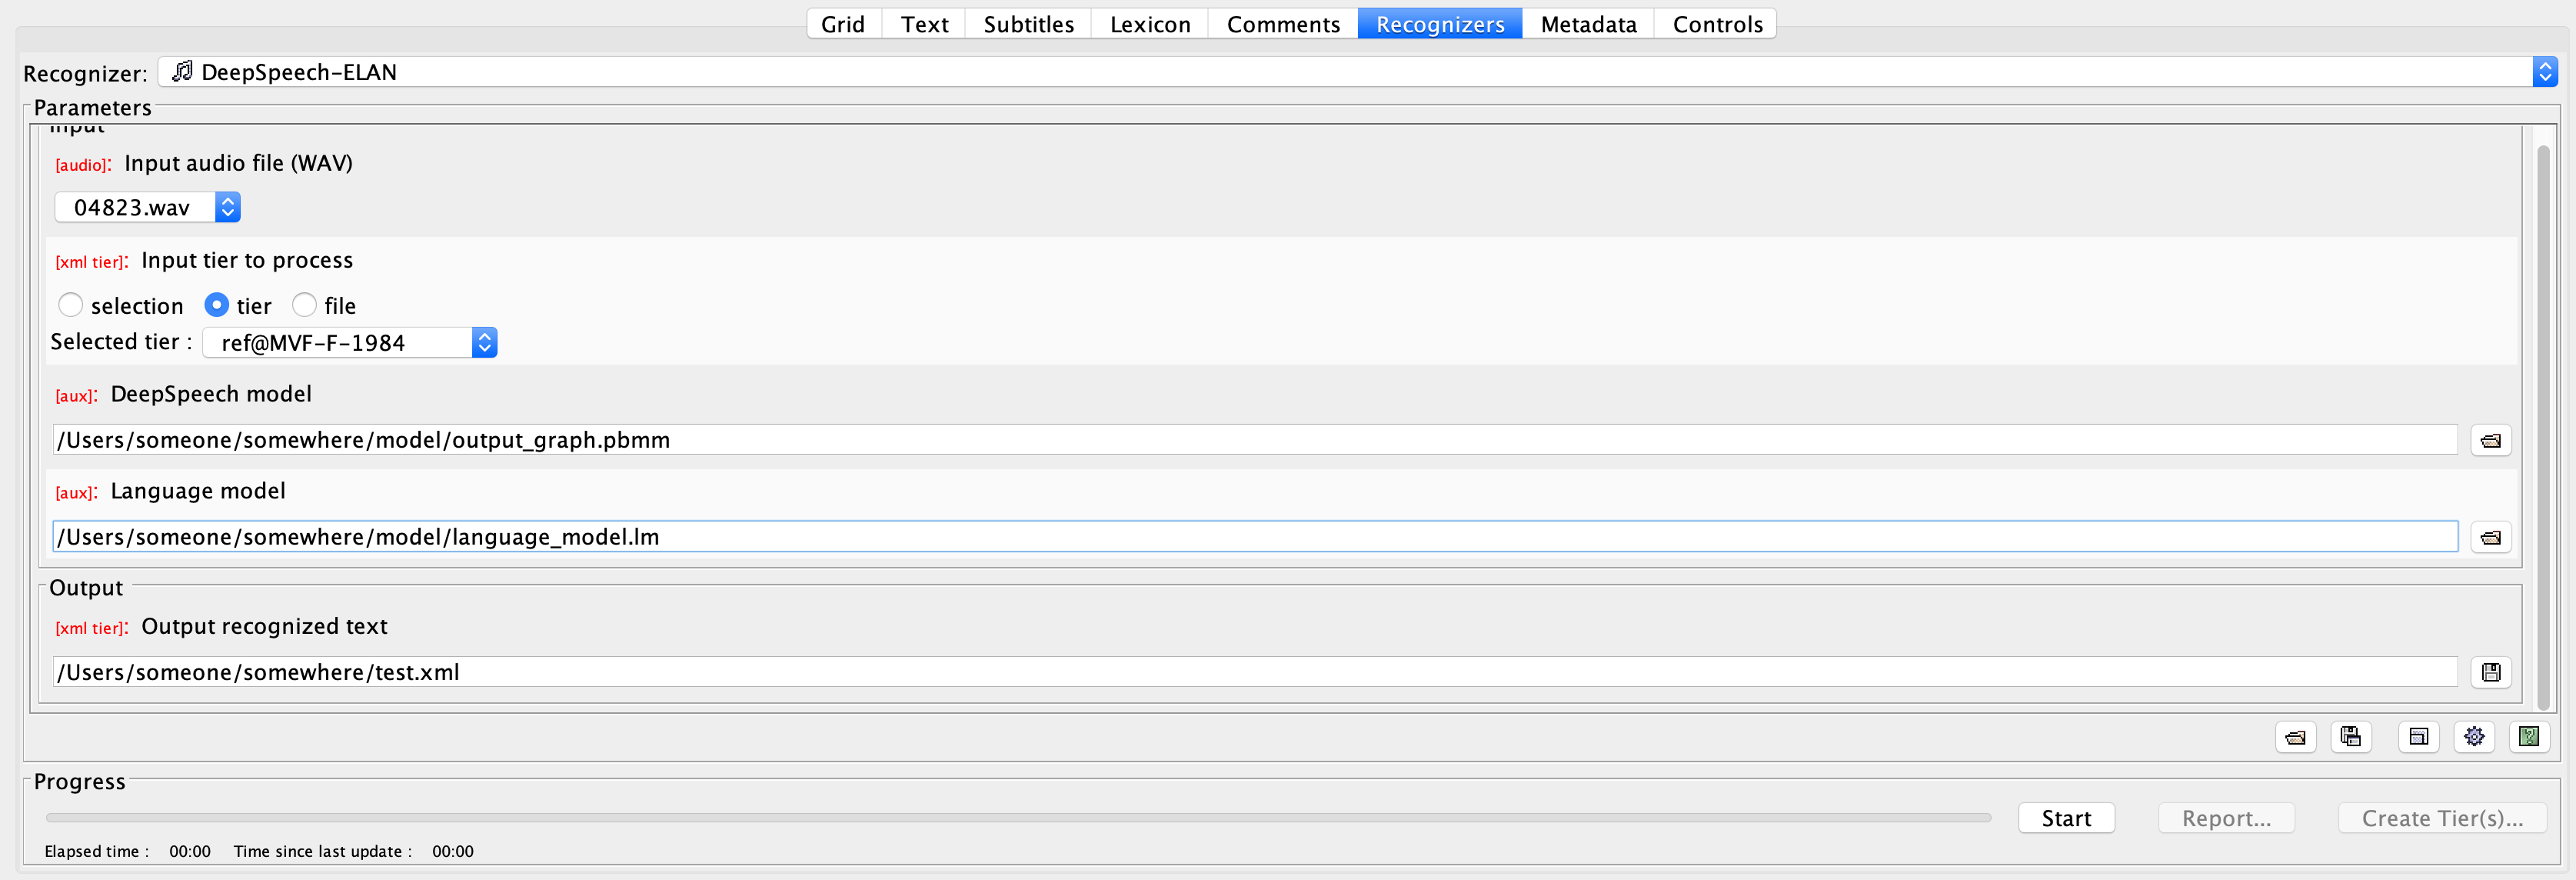 Grid Text Subtitles Lexicon Comments Recognizers Metadata Controls
Recognizer: DeepSpeech-ELAN
Parameters
Input
[audio]: Input audio file (WAV)
04823.wav
[xml tier]: Input tier to process
selection tier file
Selected tier : ref@MVF-F-1984
[aux]: DeepSpeech model
/Users/someone/somewhere/model/output_graph.pbmm
[aux]: Language model
/Users/someone/somewhere/model/language_model.lm
Output
[xml tier]: Output recognized text
/Users/someone/somewhere/test.xml
Progress
Start Report... Create Tier(s)...
Elapsed time : 00:00 Time since last update : 00:00